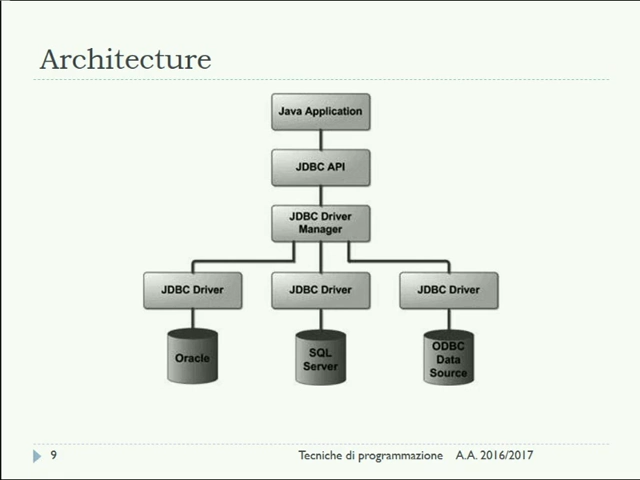 Architecture
Java Application
JDBC API
JDBC Driver
Manager
JDBC Driver
JDBC Driver
JDBC Driver
Oracle
SQL
Server
ODBC
Data
Source
9
Tecniche di programmazione A.A. 2016/2017